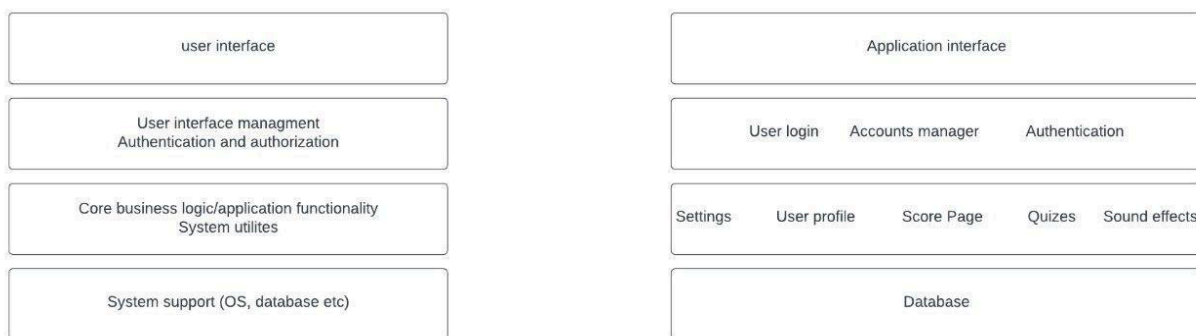 user interface
User interface managment
Authentication and authorization
Core business logic/application functionality
System utilites
System support (OS, database etc)
Application interface
User login Accounts manager Authentication
Settings User profile Score Page Quizes Sound effects
Database